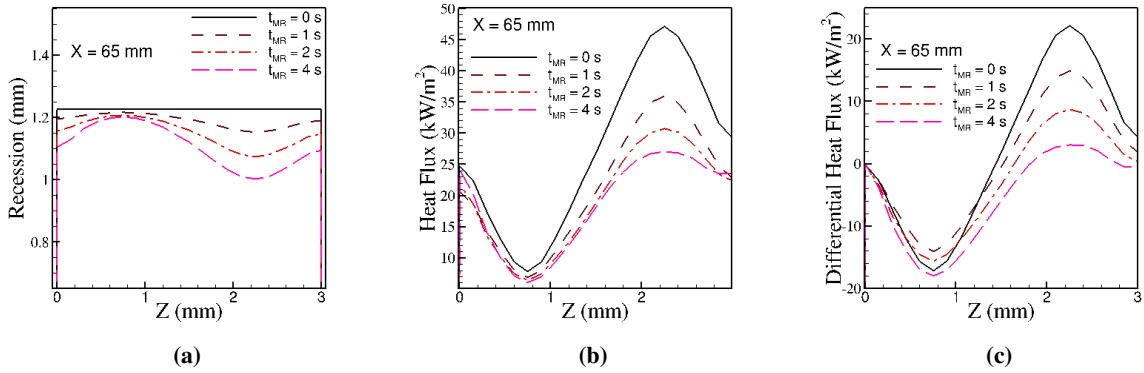 Recession (mm)
1.4
1.2
1
0.8
X = 65 mm
t_MR = 0 s
t_MR = 1 s
t_MR = 2 s
t_MR = 4 s
0 1 2 3
Z (mm)
(a)
Heat Flux (kW/m²)
50
45
40
35
30
25
20
15
10
X = 65 mm
t_MR = 0 s
t_MR = 1 s
t_MR = 2 s
t_MR = 4 s
0 1 2
Z (mm)
(b)
Differential Heat Flux (kW/m²)
20
10
0
-10
-20
X = 65 mm
t_MR = 0 s
t_MR = 1 s
t_MR = 2 s
t_MR = 4 s
0 1 2 3
Z (mm)
(c)